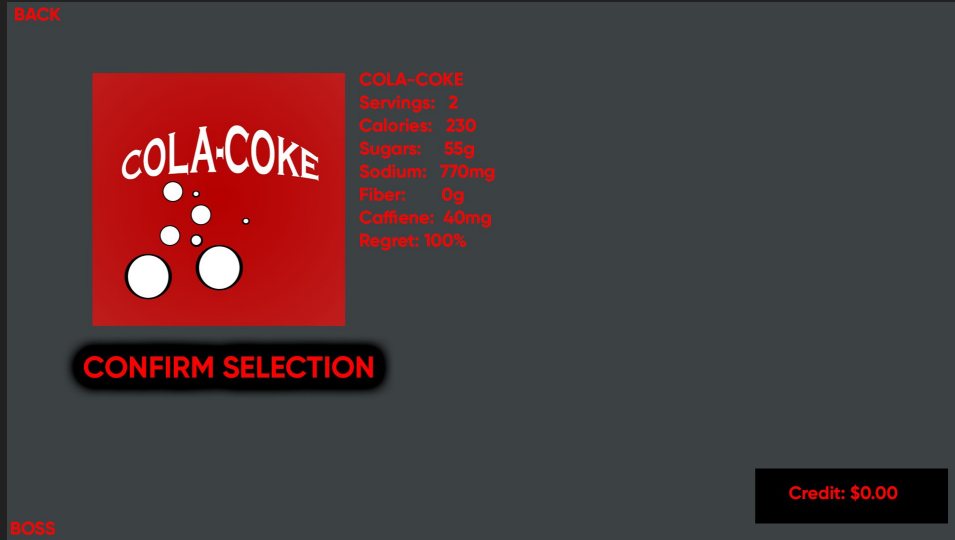 BACK
COLA-COKE
COLA-COKE
Servings: 2
Calories: 230
Sugars: 55g
Sodium: 770mg
Fiber: 0g
Caffiene: 40mg
Regret: 100%
CONFIRM SELECTION
Credit: $0.00
BOSS